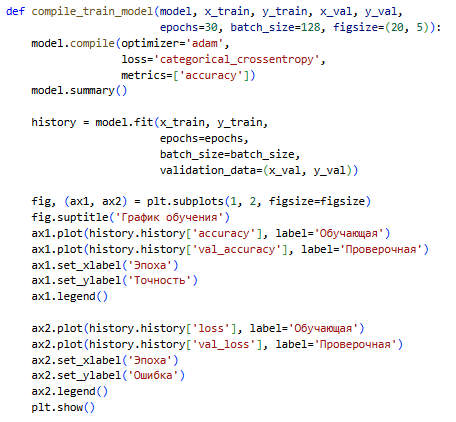 def compile_train_model(model, x_train, y_train, x_val, y_val,
                        epochs=30, batch_size=128, figsize=(20, 5)):
    model.compile(optimizer='adam',
                  loss='categorical_crossentropy',
                  metrics=['accuracy'])
    model.summary()

    history = model.fit(x_train, y_train,
                        epochs=epochs,
                        batch_size=batch_size,
                        validation_data=(x_val, y_val))

    fig, (ax1, ax2) = plt.subplots(1, 2, figsize=figsize)
    fig.suptitle('График обучения')
    ax1.plot(history.history['accuracy'], label='Обучающая')
    ax1.plot(history.history['val_accuracy'], label='Проверочная')
    ax1.set_xlabel('Эпоха')
    ax1.set_ylabel('Точность')
    ax1.legend()

    ax2.plot(history.history['loss'], label='Обучающая')
    ax2.plot(history.history['val_loss'], label='Проверочная')
    ax2.set_xlabel('Эпоха')
    ax2.set_ylabel('Ошибка')
    ax2.legend()
    plt.show()